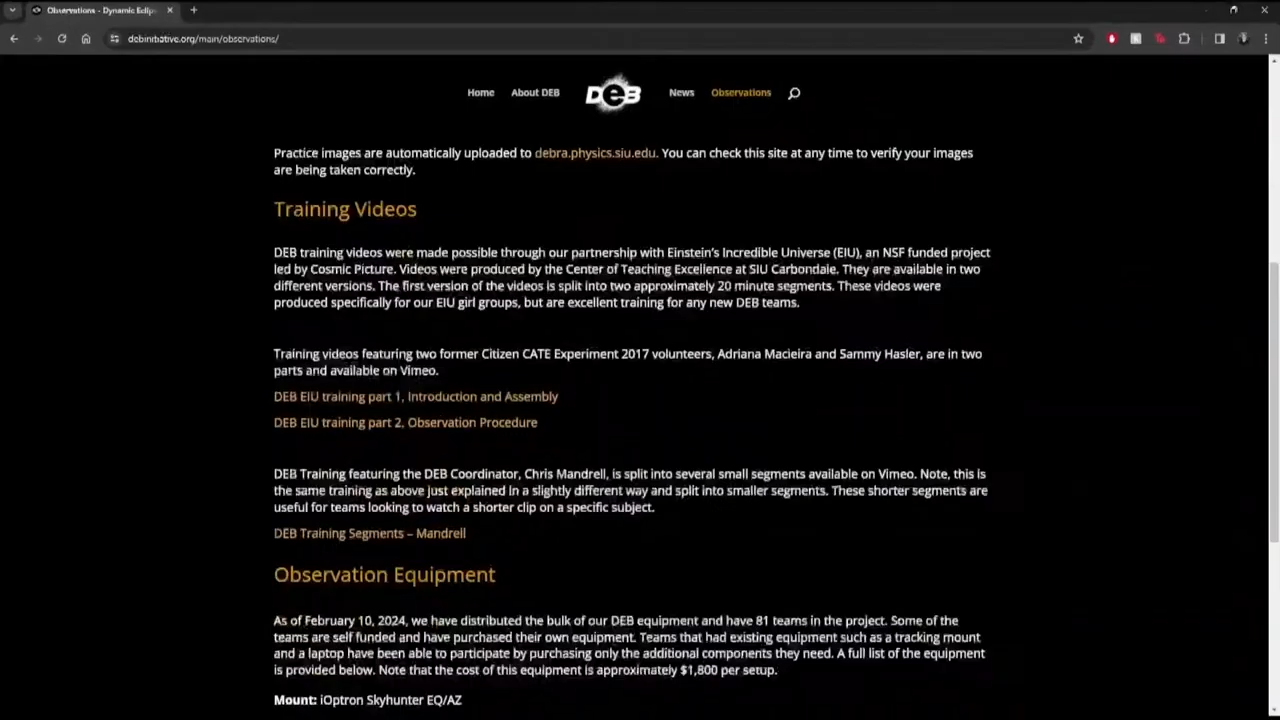 Observations - Dynamic Eclip
debinitiative.org/main/observations/
Home About DEB DEB News Observations
Practice images are automatically uploaded to debra.physics.siu.edu. You can check this site at any time to verify your images
are being taken correctly.
Training Videos
DEB training videos were made possible through our partnership with Einstein's Incredible Universe (EIU), an NSF funded project
led by Cosmic Picture. Videos were produced by the Center of Teaching Excellence at SIU Carbondale. They are available in two
different versions. The first version of the videos is split into two approximately 20 minute segments. These videos were
produced specifically for our EIU girl groups, but are excellent training for any new DEB teams.
Training videos featuring two former Citizen CATE Experiment 2017 volunteers, Adriana Macieira and Sammy Hasler, are in two
parts and available on Vimeo.
DEB EIU training part 1, Introduction and Assembly
DEB EIU training part 2, Observation Procedure
DEB Training featuring the DEB Coordinator, Chris Mandrell, is split into several small segments available on Vimeo. Note, this is
the same training as above just explained in a slightly different way and split into smaller segments. These shorter segments are
useful for teams looking to watch a shorter clip on a specific subject.
DEB Training Segments – Mandrell
Observation Equipment
As of February 10, 2024, we have distributed the bulk of our DEB equipment and have 81 teams in the project. Some of the
teams are self funded and have purchased their own equipment. Teams that had existing equipment such as a tracking mount
and a laptop have been able to participate by purchasing only the additional components they need. A full list of the equipment
is provided below. Note that the cost of this equipment is approximately $1,800 per setup.
Mount: iOptron Skyhunter EQ/AZ